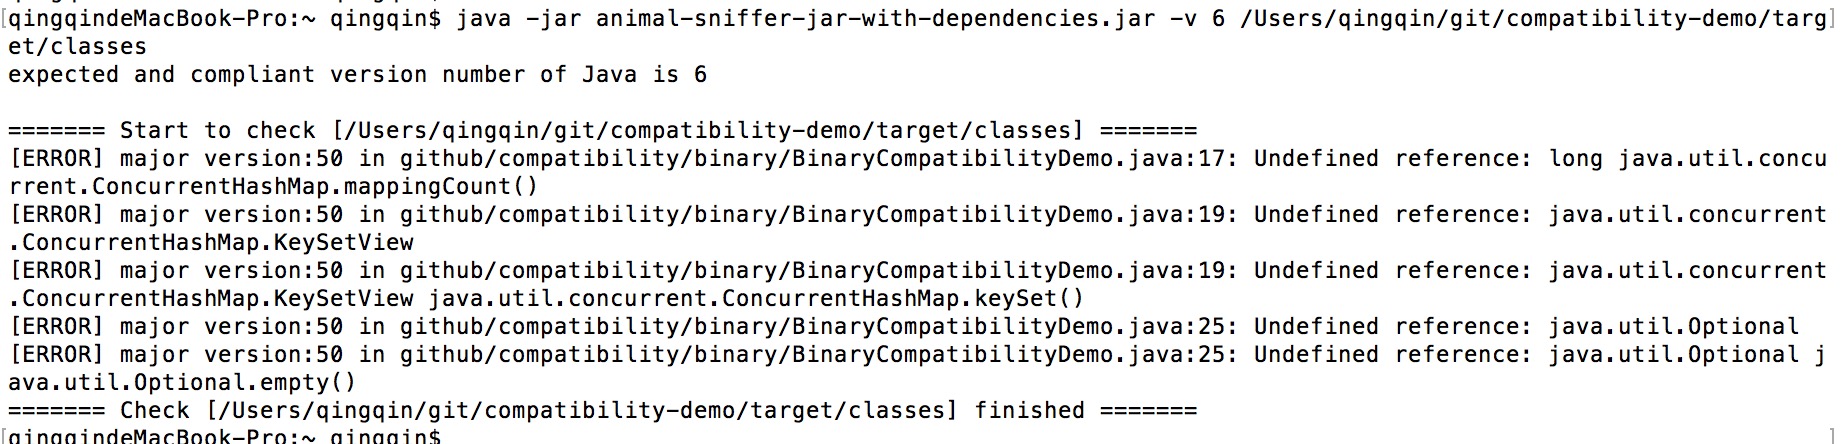 [qingqindeMacBook-Pro:~ qingqin$ java -jar animal-sniffer-jar-with-dependencies.jar -v 6 /Users/qingqin/git/compatibility-demo/targ]
et/classes
expected and compliant version number of Java is 6
======= Start to check [/Users/qingqin/git/compatibility-demo/target/classes] =======
[ERROR] major version:50 in github/compatibility/binary/BinaryCompatibilityDemo.java:17: Undefined reference: long java.util.concu
rrent.ConcurrentHashMap.mappingCount()
[ERROR] major version:50 in github/compatibility/binary/BinaryCompatibilityDemo.java:19: Undefined reference: java.util.concurrent
.ConcurrentHashMap.KeySetView
[ERROR] major version:50 in github/compatibility/binary/BinaryCompatibilityDemo.java:19: Undefined reference: java.util.concurrent
.ConcurrentHashMap.KeySetView java.util.concurrent.ConcurrentHashMap.keySet()
[ERROR] major version:50 in github/compatibility/binary/BinaryCompatibilityDemo.java:25: Undefined reference: java.util.Optional
[ERROR] major version:50 in github/compatibility/binary/BinaryCompatibilityDemo.java:25: Undefined reference: java.util.Optional j
ava.util.Optional.empty()
======= Check [/Users/qingqin/git/compatibility-demo/target/classes] finished =======
[qingqindeMacBook-Pro:~ qingqin$ ]